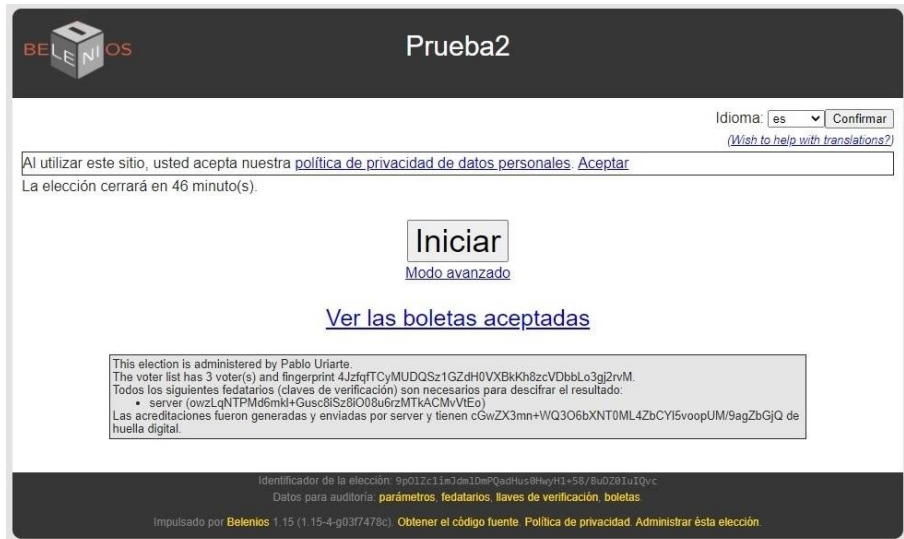 BELENIOS
Prueba2
Idioma: es Confirmar
(Wish to help with translations?)
Al utilizar este sitio, usted acepta nuestra política de privacidad de datos personales. Aceptar
La elección cerrará en 46 minuto(s).
Iniciar
Modo avanzado
Ver las boletas aceptadas
This election is administered by Pablo Uriarte.
The voter list has 3 voter(s) and fingerprint 4JzfqfTCyMUDQSz1GZdH0VXBkKh8zcVDbbLo3gj2rvM.
Todos los siguientes fedatarios (claves de verificación) son necesarios para descifrar el resultado:
• server (owzLqNTPMd6mkI+Gusc8iSz8iO08u6rzMTkACMvVtEo)
Las acreditaciones fueron generadas y enviadas por server y tienen cGwZX3mn+WQ3O6bXNT0ML4ZbCYI5voopUM/9agZbGjQ de
huella digital.
Identificador de la elección: 9pO1Zc1imJdm1DmPQadHus0HwyH1+58/BuDZ0IuIQvc
Datos para auditoría: parámetros, fedatarios, llaves de verificación, boletas.
Impulsado por Belenios 1.15 (1.15-4-g03f7478c). Obtener el código fuente. Política de privacidad. Administrar ésta elección.